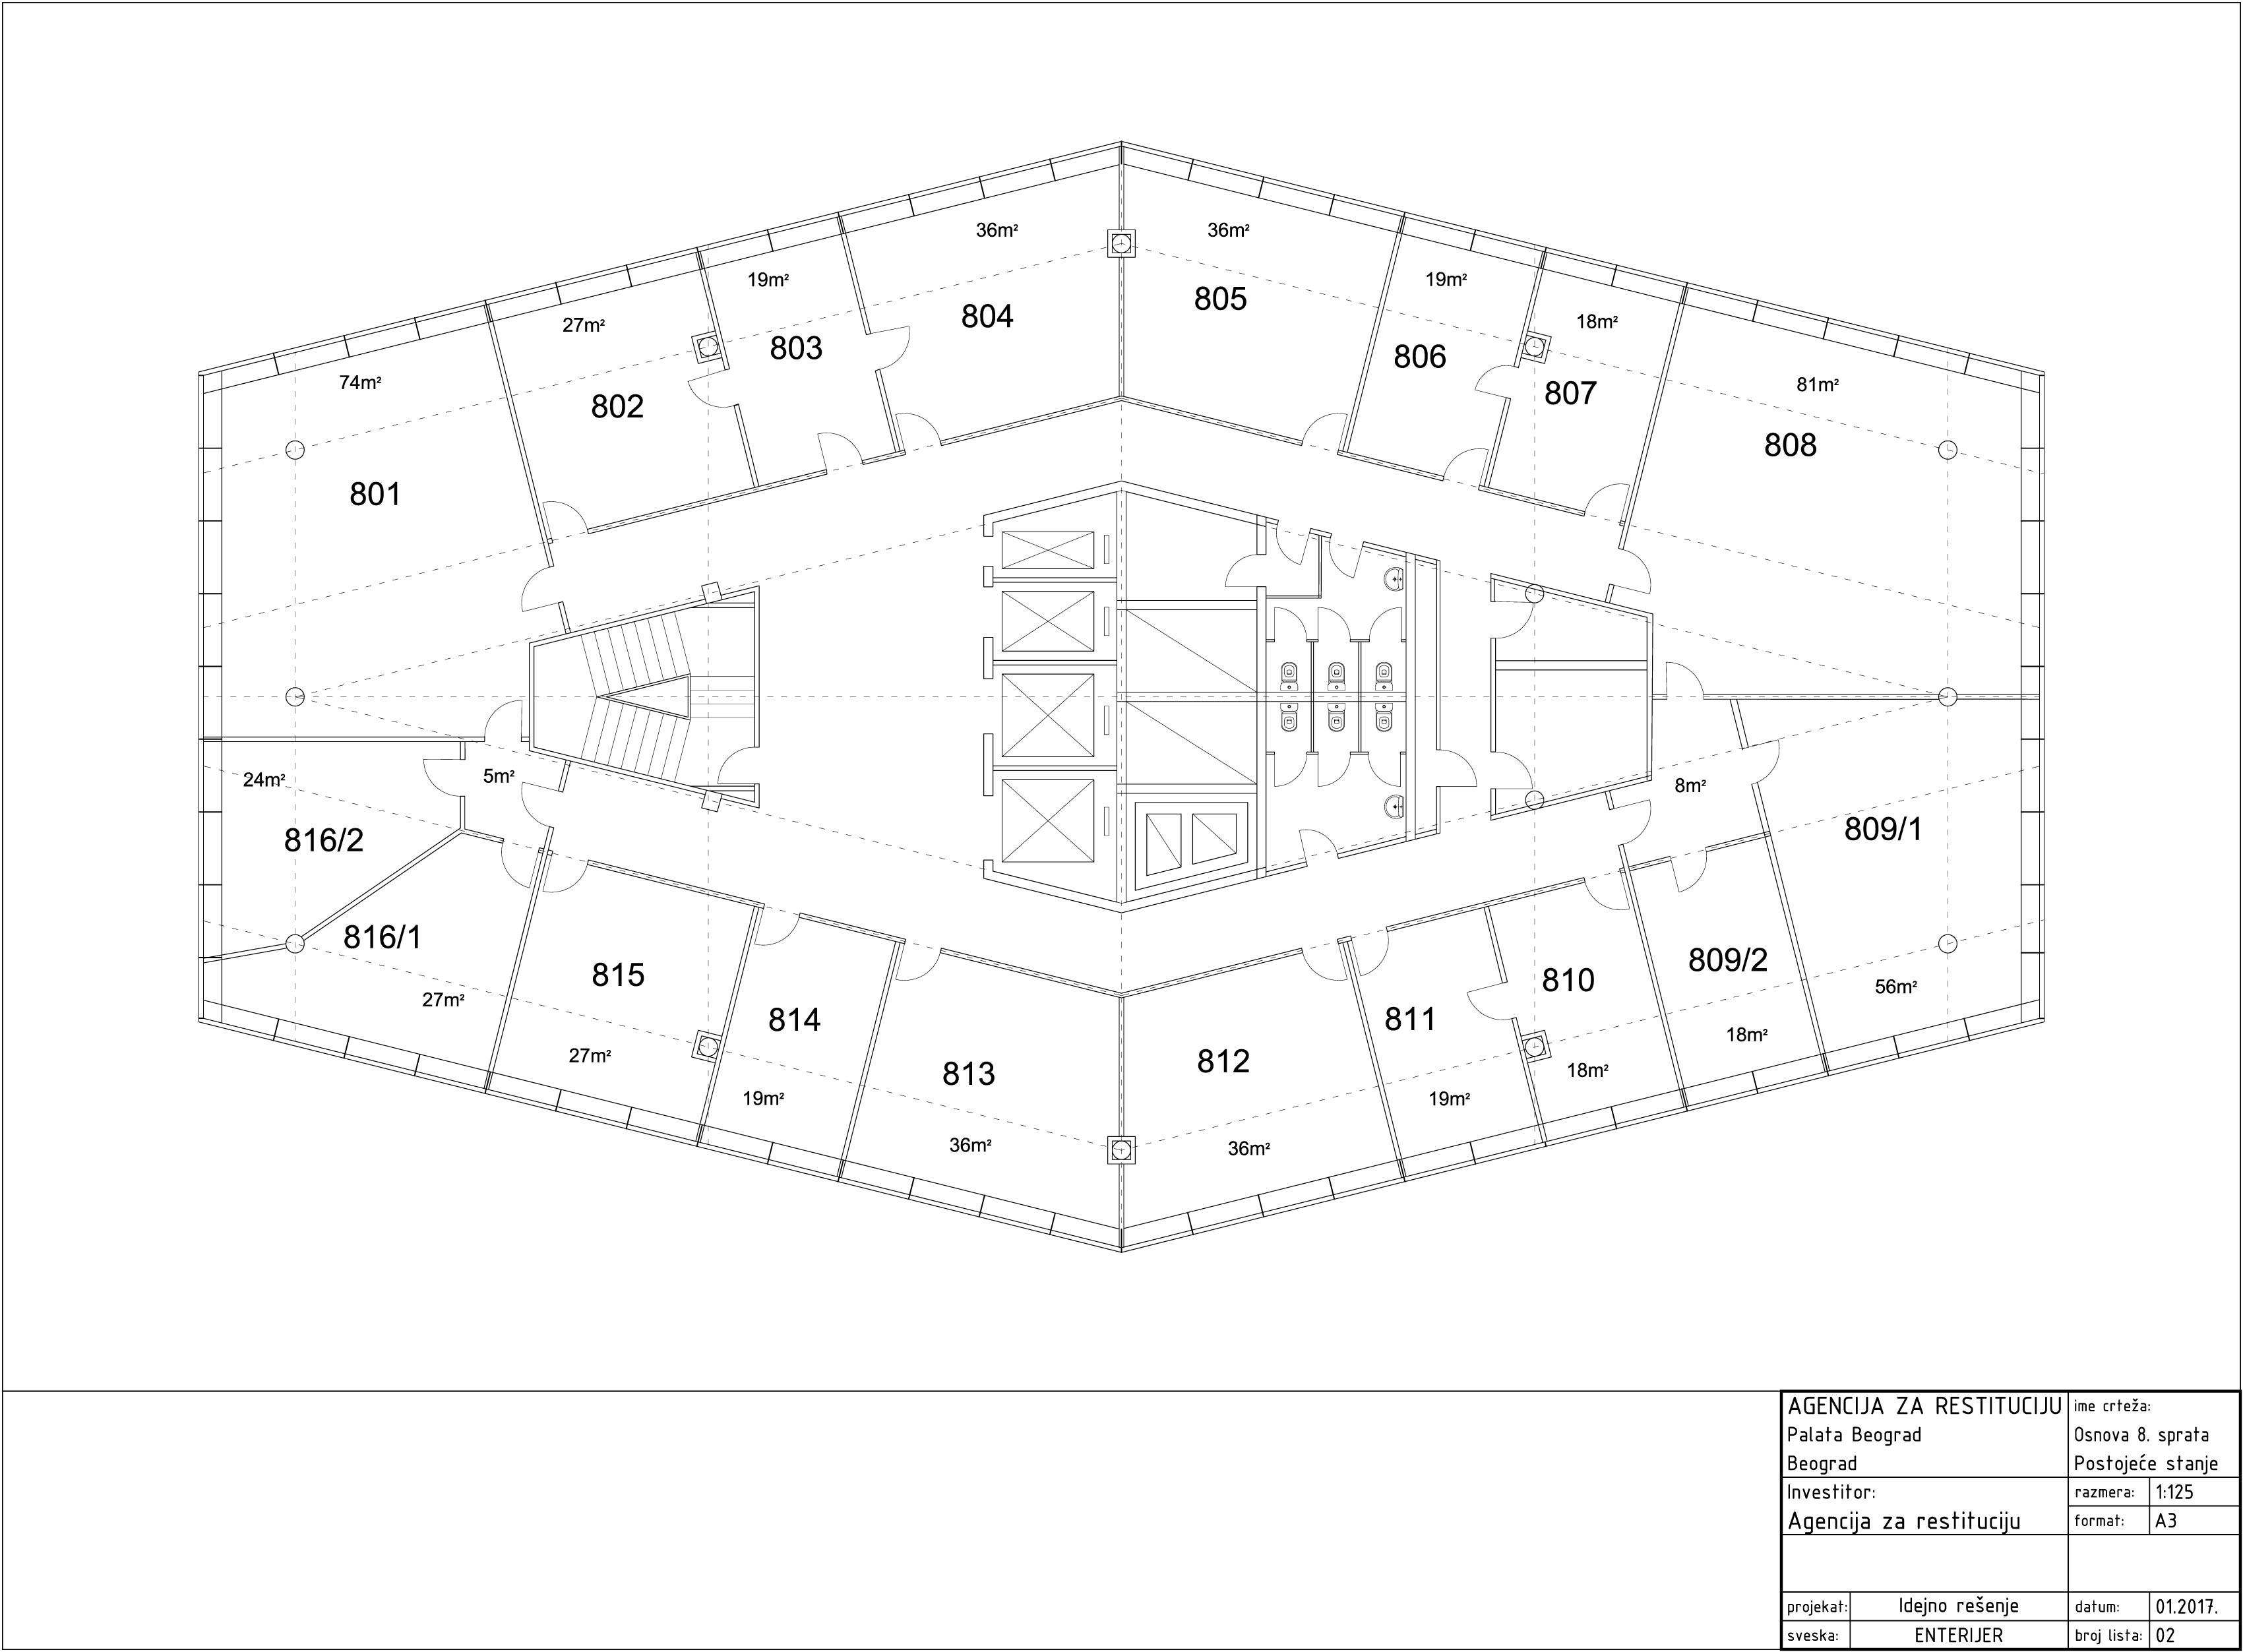 36m²
36m²
19m²
19m²
27m²
18m²
804
805
803
806
74m²
81m²
802
807
801
808
24m²
5m²
8m²
816/2
809/1
816/1
815
810
809/2
27m²
56m²
814
811
27m²
813
812
18m²
18m²
19m²
19m²
36m²
36m²
AGENCIJA ZA RESTITUCIJU
Palata Beograd
Beograd
ime crteža:
Osnova 8. sprata
Postojeće stanje
Investitor:
Agencija za restituciju
razmera: 1:125
format: A3
projekat: Idejno rešenje
datum: 01.2017.
sveska: ENTERIJER
broj lista: 02